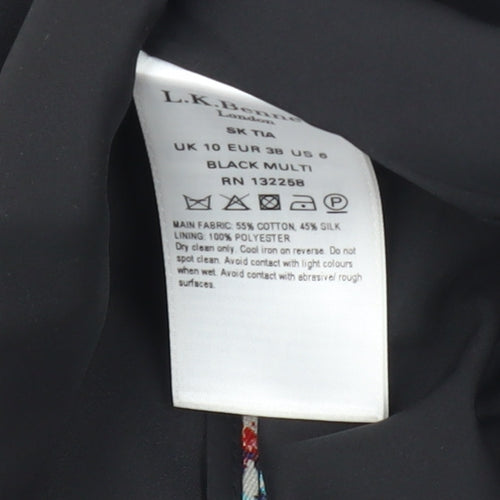 L.K.Benne
London
SK TIA
UK 10 EUR 38 US 6
BLACK MULTI
RN 132258
P
MAIN FABRIC: 55% COTTON, 45% SILK
LINING: 100% POLYESTER
Dry clean only. Cool iron on reverse. Do not
spot clean. Avoid contact with light colours
when wet. Avoid contact with abrasive/ rough
surfaces.